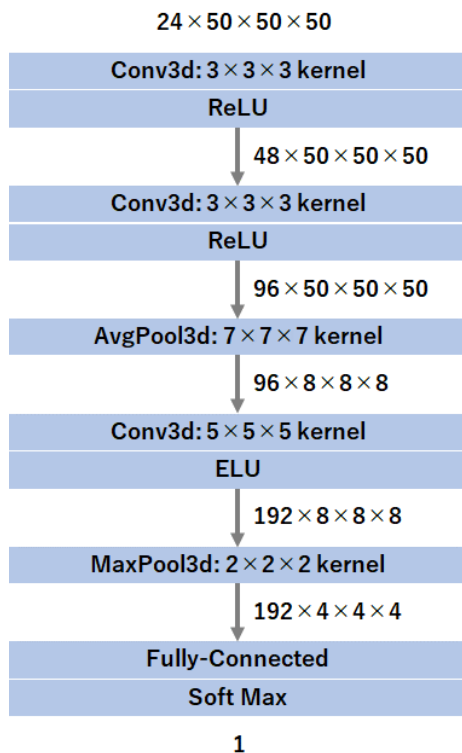 24×50×50×50
Conv3d: 3×3×3 kernel
ReLU
48×50×50×50
Conv3d: 3×3×3 kernel
ReLU
96×50×50×50
AvgPool3d: 7×7×7 kernel
96×8×8×8
Conv3d: 5×5×5 kernel
ELU
192×8×8×8
MaxPool3d: 2×2×2 kernel
192×4×4×4
Fully-Connected
Soft Max
1